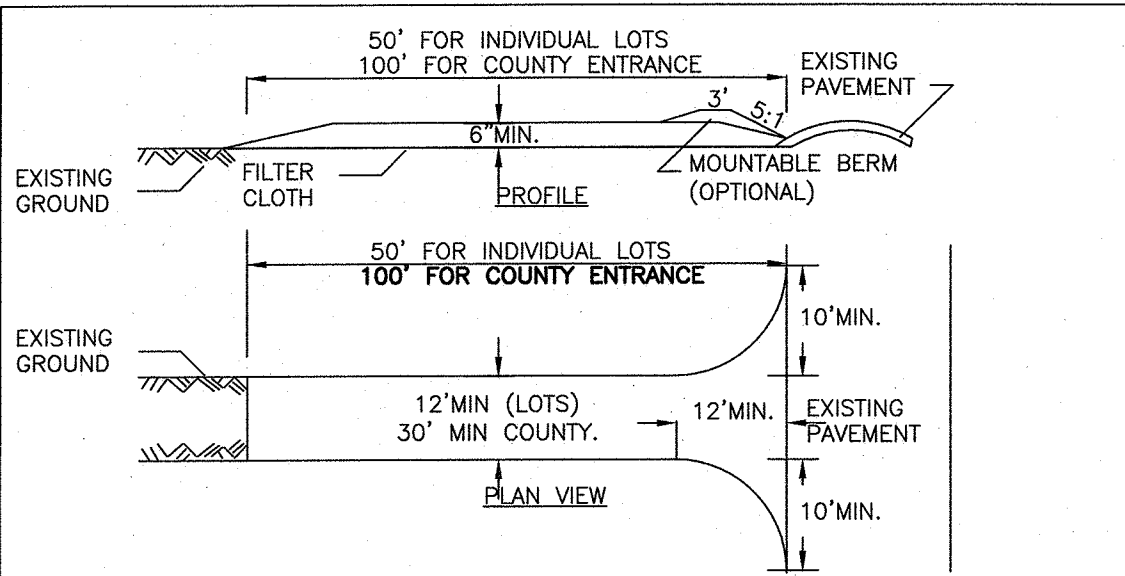 50' FOR INDIVIDUAL LOTS
100' FOR COUNTY ENTRANCE
EXISTING
PAVEMENT
3'
5:1
6"MIN.
EXISTING
GROUND
FILTER
CLOTH
PROFILE
MOUNTABLE BERM
(OPTIONAL)
50' FOR INDIVIDUAL LOTS
100' FOR COUNTY ENTRANCE
10'MIN.
EXISTING
GROUND
12'MIN (LOTS)
30' MIN COUNTY.
12'MIN.
EXISTING
PAVEMENT
PLAN VIEW
10'MIN.